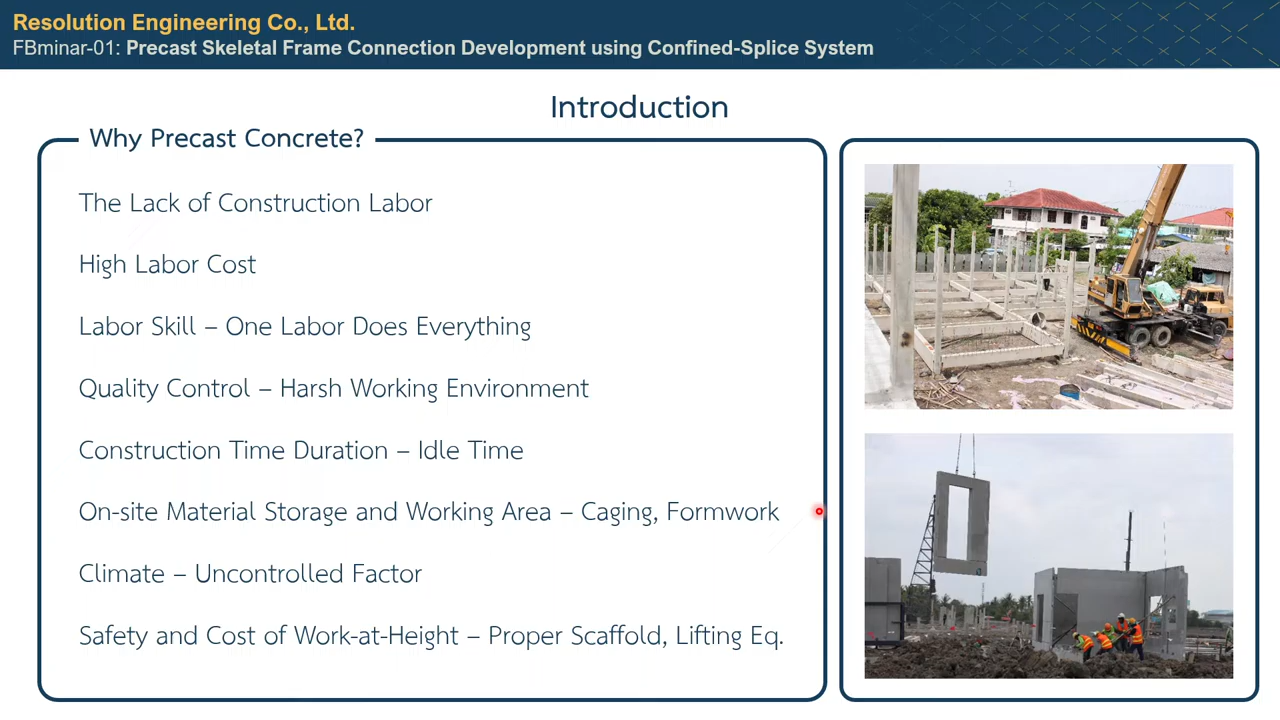 Resolution Engineering Co., Ltd.
FBminar-01: Precast Skeletal Frame Connection Development using Confined-Splice System
Introduction
Why Precast Concrete?
The Lack of Construction Labor
High Labor Cost
Labor Skill – One Labor Does Everything
Quality Control – Harsh Working Environment
Construction Time Duration – Idle Time
On-site Material Storage and Working Area – Caging, Formwork
Climate – Uncontrolled Factor
Safety and Cost of Work-at-Height – Proper Scaffold, Lifting Eq.